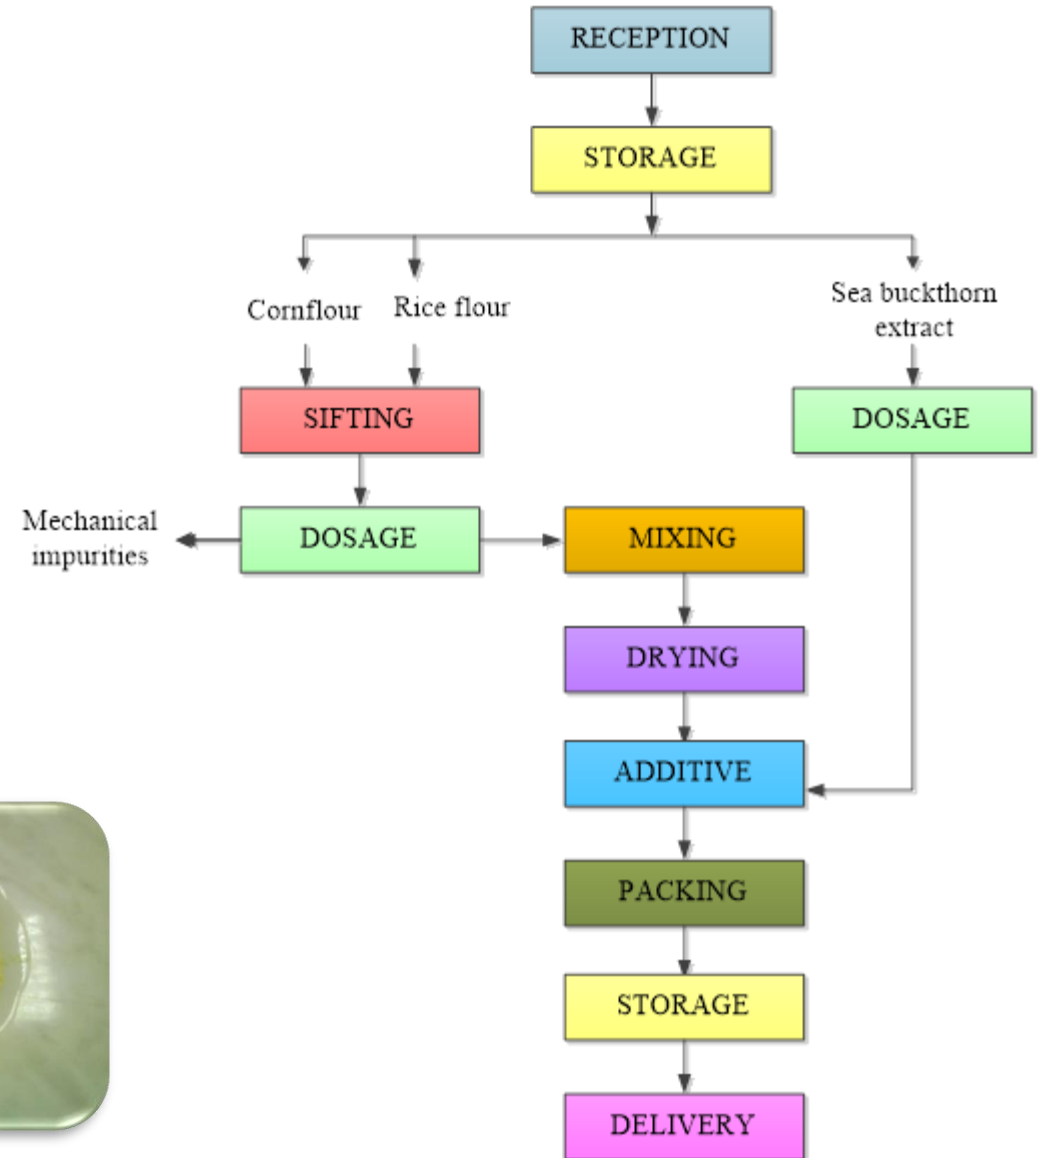 RECEPTION
STORAGE
Cornflour
Rice flour
Sea buckthorn
extract
SIFTING
DOSAGE
Mechanical
impurities
DOSAGE
MIXING
DRYING
ADDITIVE
PACKING
STORAGE
DELIVERY